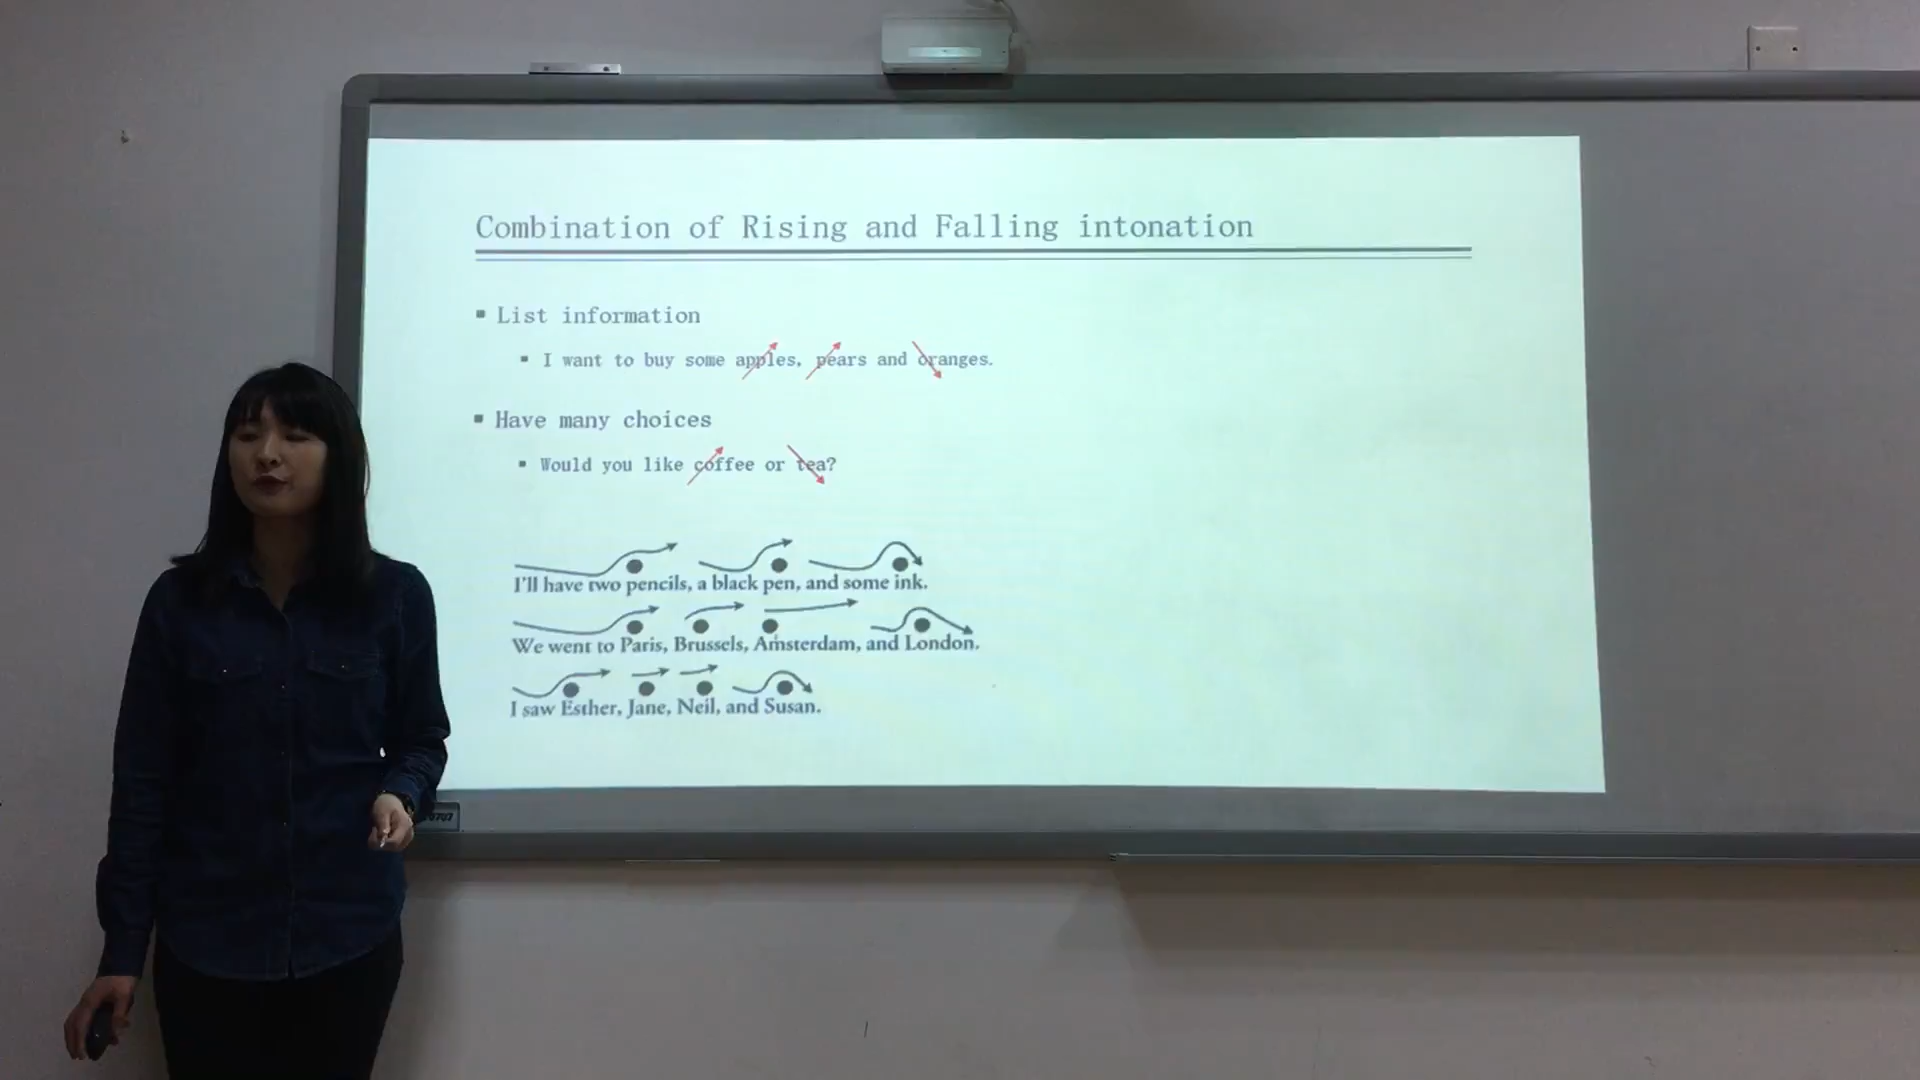 Combination of Rising and Falling intonation
▪ List information
▪ I want to buy some apples, pears and oranges.
▪ Have many choices
▪ Would you like coffee or tea?
I'll have two pencils, a black pen, and some ink.
We went to Paris, Brussels, Amsterdam, and London.
I saw Esther, Jane, Neil, and Susan.